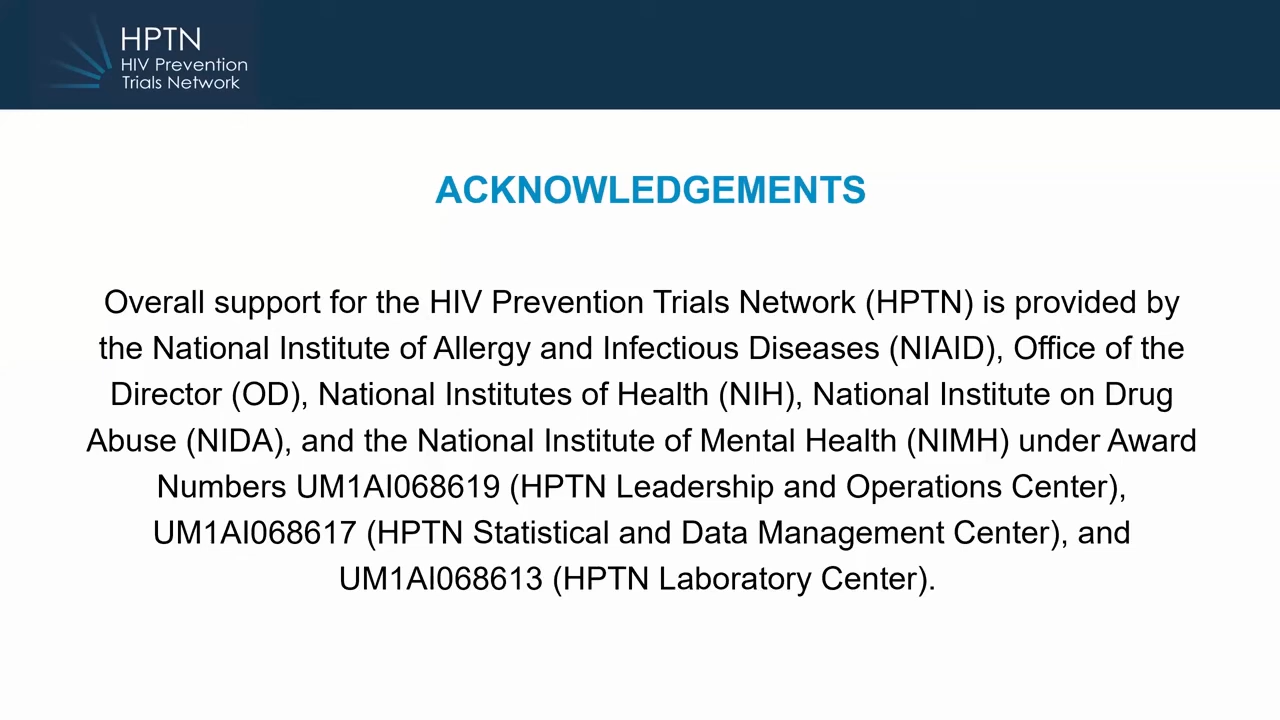 HPTN
HIV Prevention
Trials Network
ACKNOWLEDGEMENTS
Overall support for the HIV Prevention Trials Network (HPTN) is provided by
the National Institute of Allergy and Infectious Diseases (NIAID), Office of the
Director (OD), National Institutes of Health (NIH), National Institute on Drug
Abuse (NIDA), and the National Institute of Mental Health (NIMH) under Award
Numbers UM1AI068619 (HPTN Leadership and Operations Center),
UM1AI068617 (HPTN Statistical and Data Management Center), and
UM1AI068613 (HPTN Laboratory Center).